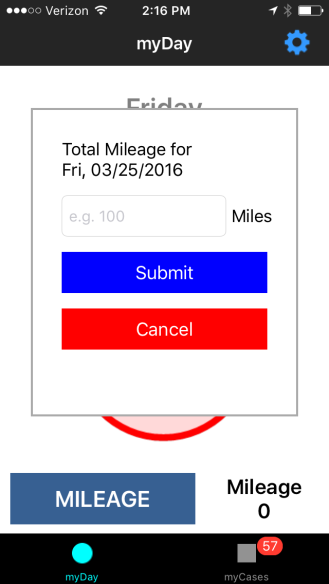 Verizon 2:16 PM
myDay
Friday
Total Mileage for
Fri, 03/25/2016
e.g. 100 Miles
Submit
Cancel
MILEAGE
Mileage
0
57
myDay myCases